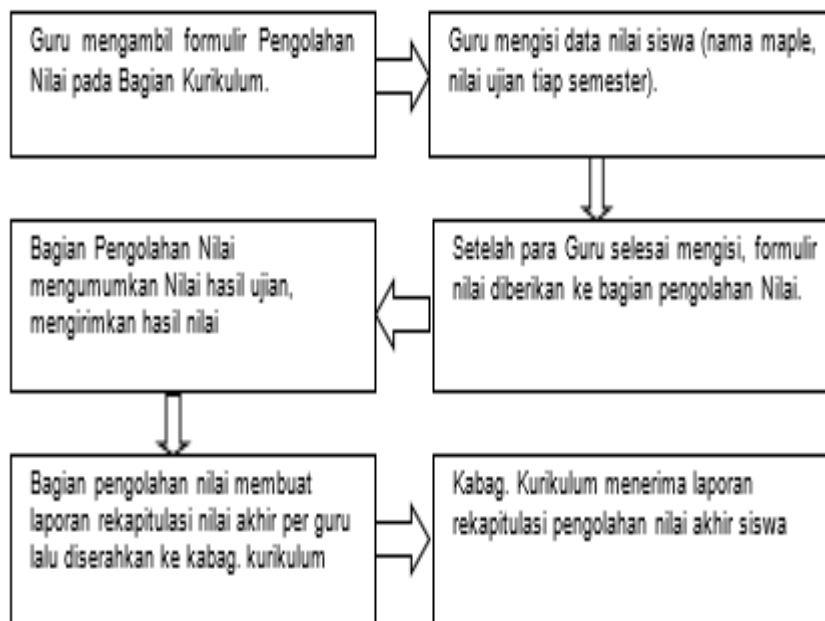 Guru mengambil formulir Pengolahan
Nilai pada Bagian Kurikulum.
Guru mengisi data nilai siswa (nama maple,
nilai ujian tiap semester).
Setelah para Guru selesai mengisi, formulir
nilai diberikan ke bagian pengolahan Nilai.
Bagian Pengolahan Nilai
mengumumkan Nilai hasil ujian,
mengirimkan hasil nilai
Bagian pengolahan nilai membuat
laporan rekapitulasi nilai akhir per guru
lalu diserahkan ke kabag. kurikulum
Kabag. Kurikulum menerima laporan
rekapitulasi pengolahan nilai akhir siswa